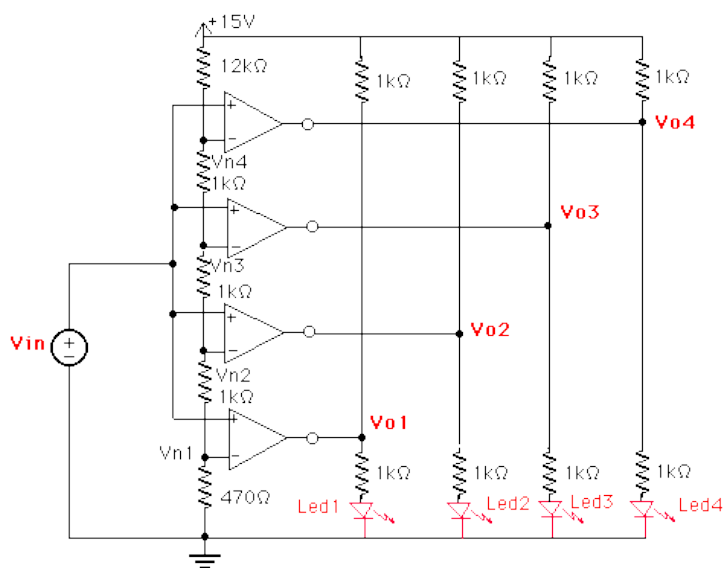 +15V
12kΩ
1kΩ
1kΩ
1kΩ
1kΩ
+
−
Vn4
Vo4
1kΩ
+
−
Vo3
Vn3
1kΩ
Vin
+
−
+
−
Vo2
Vn2
1kΩ
+
−
Vn1
Vo1
470Ω
1kΩ
1kΩ
1kΩ
1kΩ
Led1
Led2
Led3
Led4